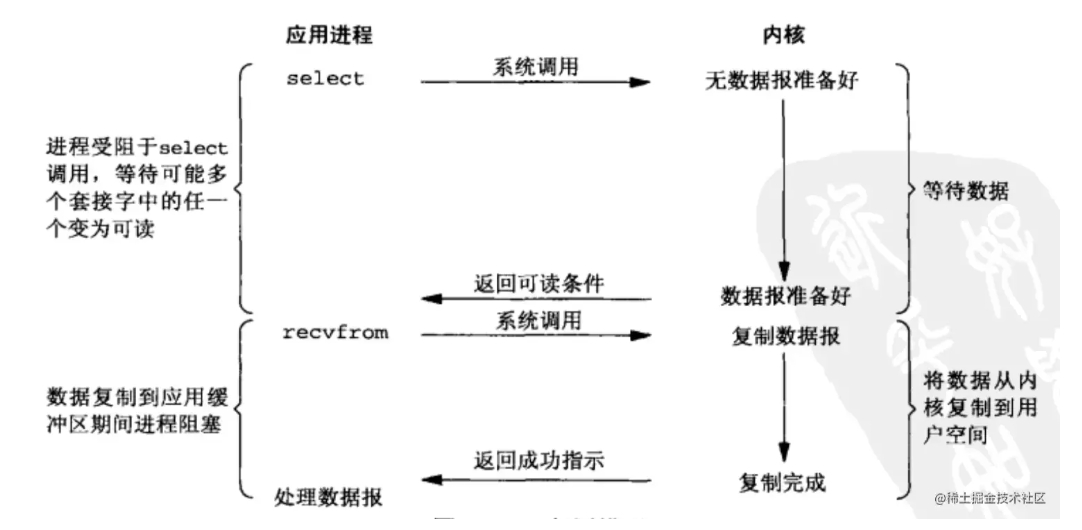 应用进程
内核
select
系统调用
无数据报准备好
进程受阻于select
调用，等待可能多
个套接字中的任一
个变为可读
等待数据
返回可读条件
数据报准备好
recvfrom
系统调用
复制数据报
数据复制到应用缓
冲区期间进程阻塞
将数据从内
核复制到用
户空间
返回成功指示
复制完成
处理数据报
@稀土掘金技术社区